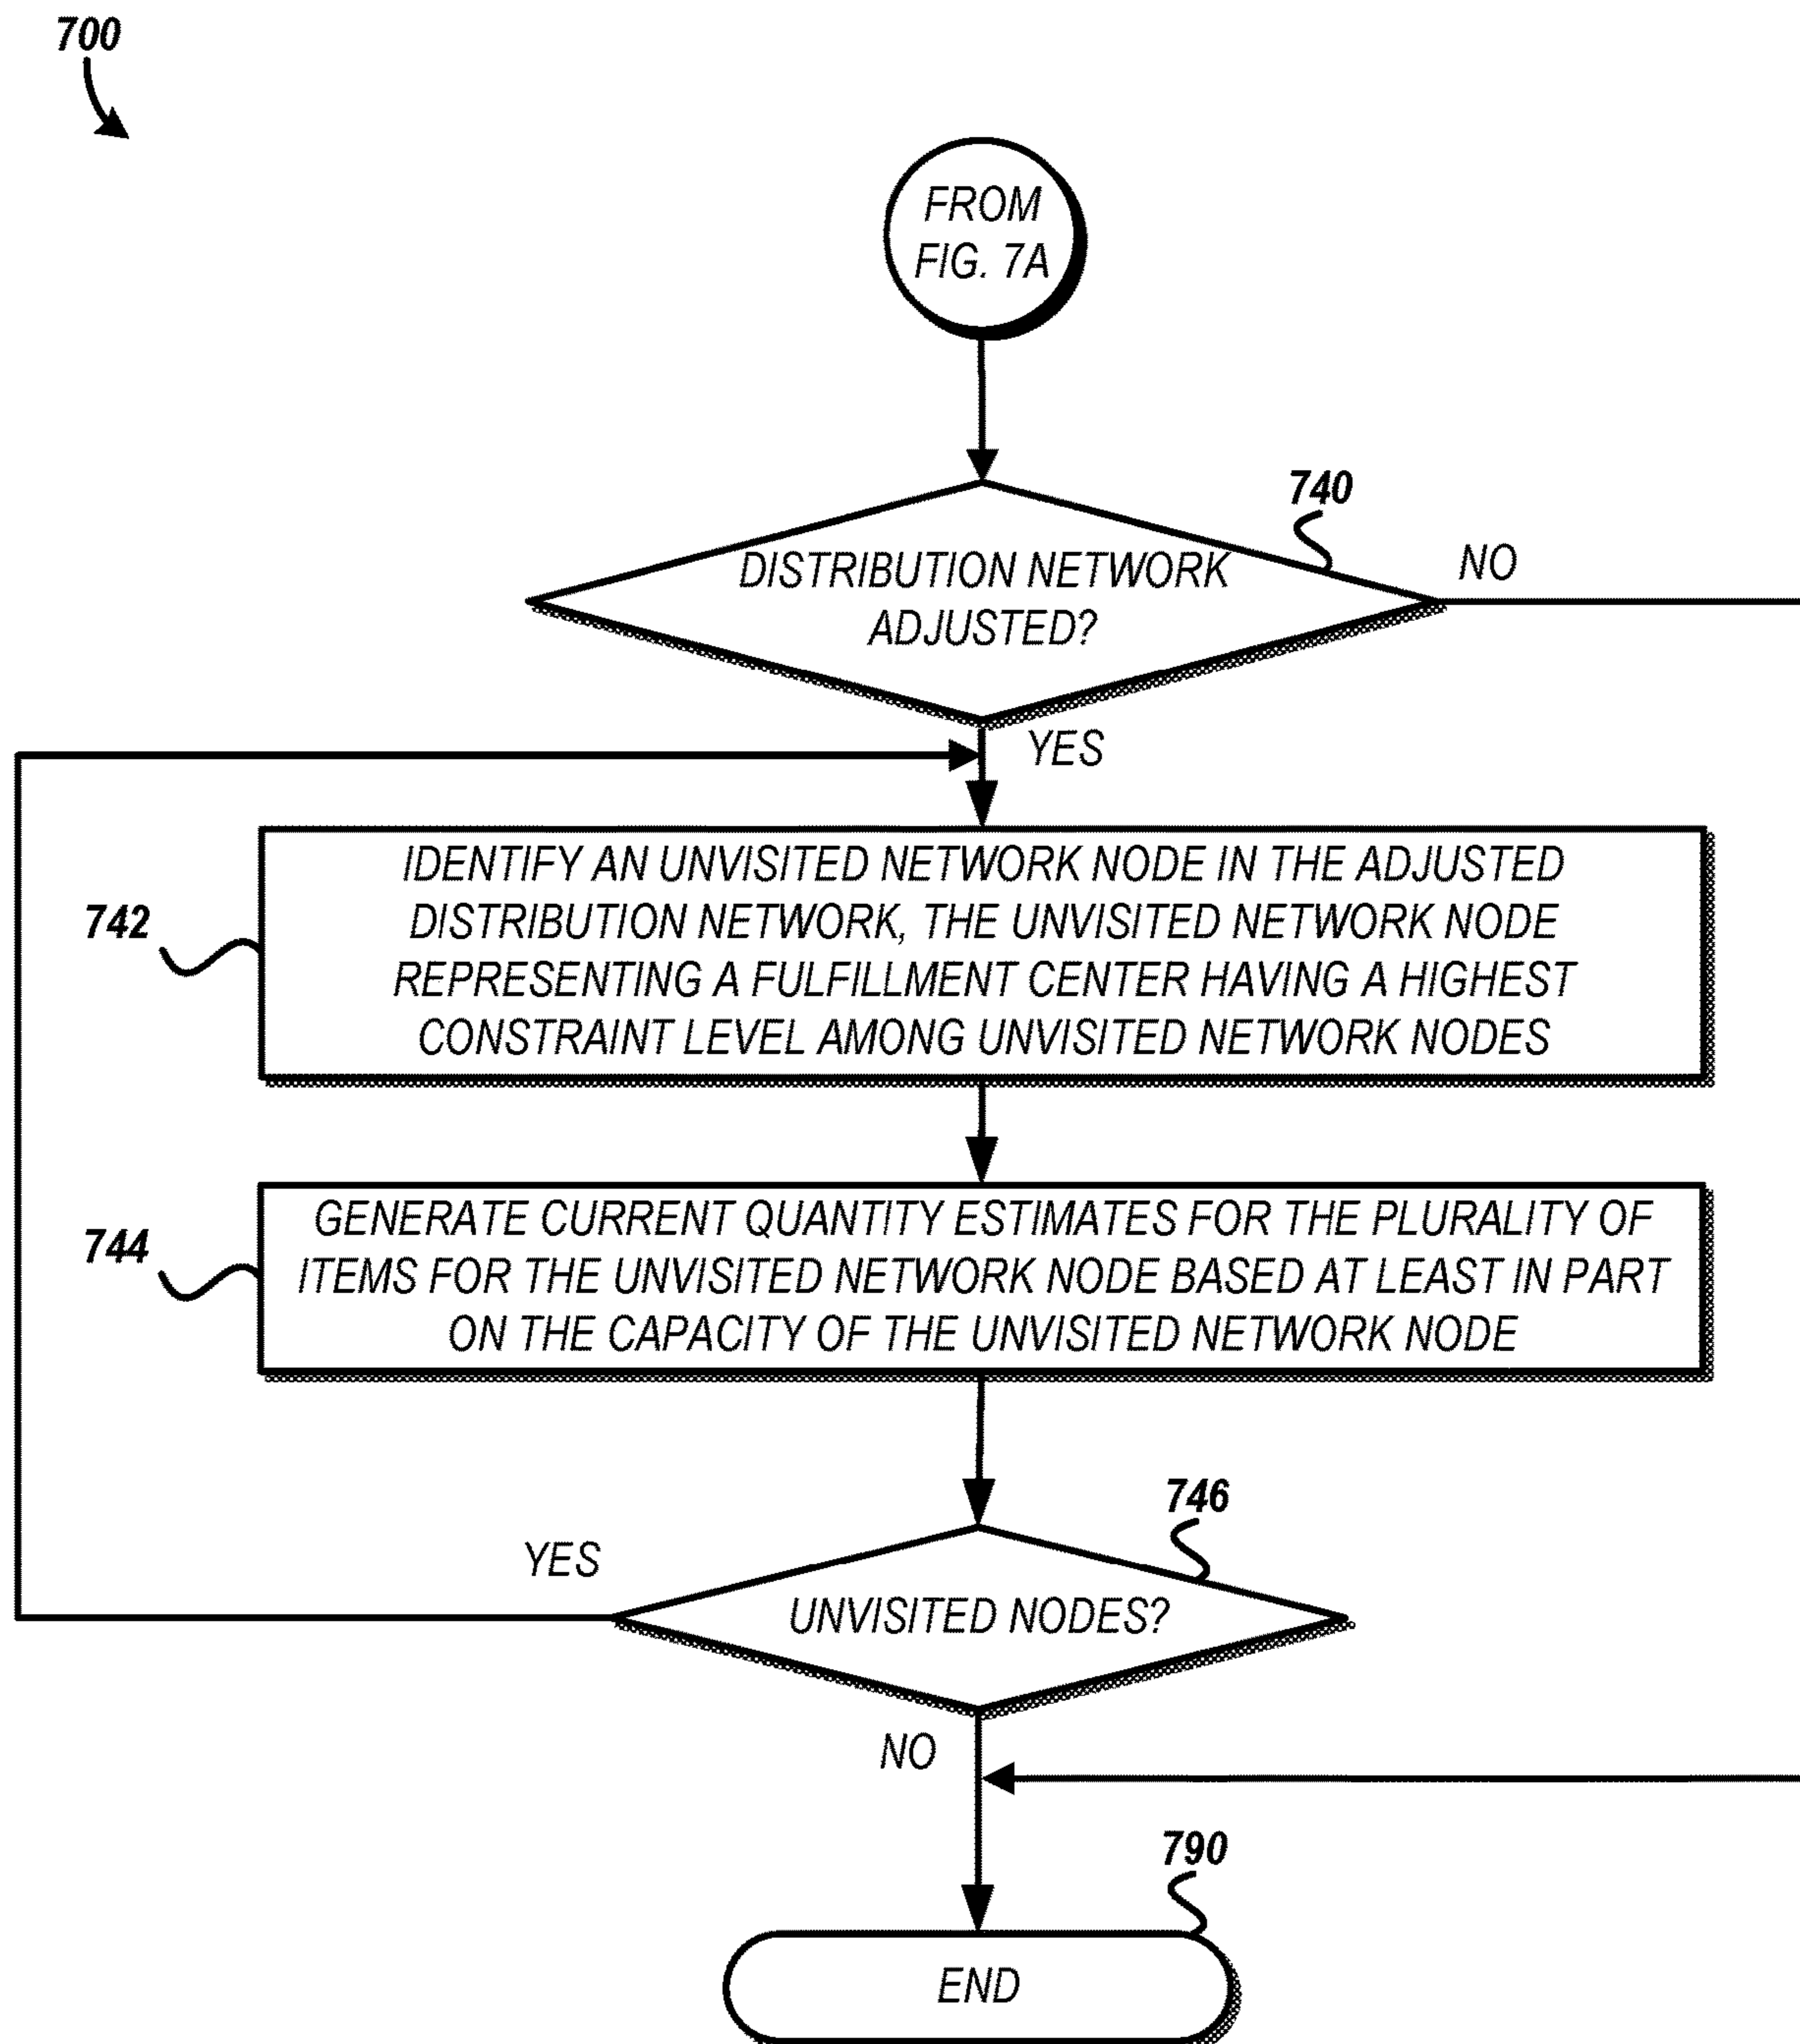 700
FROM
FIG. 7A
740
DISTRIBUTION NETWORK
ADJUSTED?
NO
YES
742
IDENTIFY AN UNVISITED NETWORK NODE IN THE ADJUSTED
DISTRIBUTION NETWORK, THE UNVISITED NETWORK NODE
REPRESENTING A FULFILLMENT CENTER HAVING A HIGHEST
CONSTRAINT LEVEL AMONG UNVISITED NETWORK NODES
744
GENERATE CURRENT QUANTITY ESTIMATES FOR THE PLURALITY OF
ITEMS FOR THE UNVISITED NETWORK NODE BASED AT LEAST IN PART
ON THE CAPACITY OF THE UNVISITED NETWORK NODE
746
YES
UNVISITED NODES?
NO
790
END